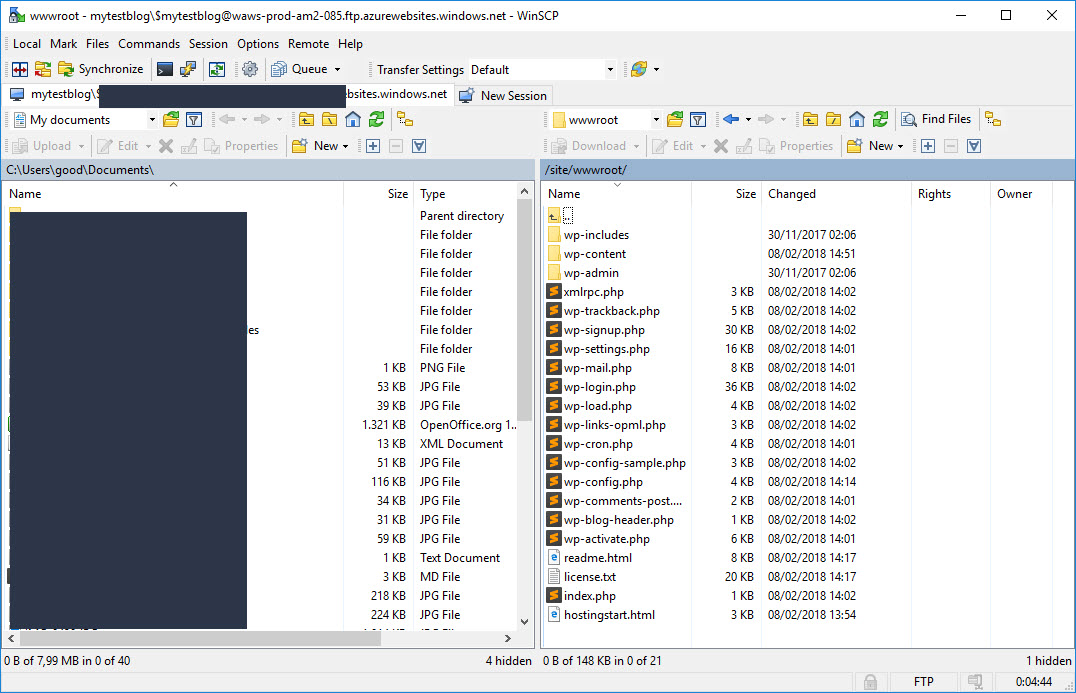 wwwroot - mytestblog\$mytestblog@waws-prod-am2-085.ftp.azurewebsites.windows.net - WinSCP
Local Mark Files Commands Session Options Remote Help
Synchronize Queue Transfer Settings Default
mytestblog\$ bsites.windows.net New Session
My documents wwwroot Find Files
Upload Edit Properties New Download Edit Properties New
C:\Users\good\Documents\ /site/wwwroot/
Name Size Type Name Size Changed Rights Owner
Parent directory ..
File folder wp-includes 30/11/2017 02:06
File folder wp-content 08/02/2018 14:51
File folder wp-admin 30/11/2017 02:06
File folder xmlrpc.php 3 KB 08/02/2018 14:02
File folder wp-trackback.php 5 KB 08/02/2018 14:02
es File folder wp-signup.php 30 KB 08/02/2018 14:02
File folder wp-settings.php 16 KB 08/02/2018 14:01
1 KB PNG File wp-mail.php 8 KB 08/02/2018 14:01
53 KB JPG File wp-login.php 36 KB 08/02/2018 14:02
39 KB JPG File wp-load.php 4 KB 08/02/2018 14:02
1.321 KB OpenOffice.org 1.. wp-links-opml.php 3 KB 08/02/2018 14:02
13 KB XML Document wp-cron.php 4 KB 08/02/2018 14:01
51 KB JPG File wp-config-sample.php 3 KB 08/02/2018 14:02
116 KB JPG File wp-config.php 4 KB 08/02/2018 14:14
34 KB JPG File wp-comments-post.... 2 KB 08/02/2018 14:01
31 KB JPG File wp-blog-header.php 1 KB 08/02/2018 14:02
59 KB JPG File wp-activate.php 6 KB 08/02/2018 14:01
1 KB Text Document readme.html 8 KB 08/02/2018 14:17
3 KB MD File license.txt 20 KB 08/02/2018 14:17
218 KB JPG File index.php 1 KB 08/02/2018 14:02
224 KB JPG File hostingstart.html 3 KB 08/02/2018 13:54
0 B of 7,99 MB in 0 of 40 4 hidden 0 B of 148 KB in 0 of 21 1 hidden
FTP 0:04:44